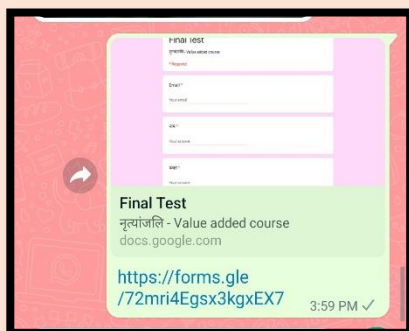 Final Test
नृत्यांजलि- Value added course
* Required
Email *
Your email
Final Test
नृत्यांजलि - Value added course
docs.google.com
https://forms.gle
/72mri4Egsx3kgxEX7
3:59 PM